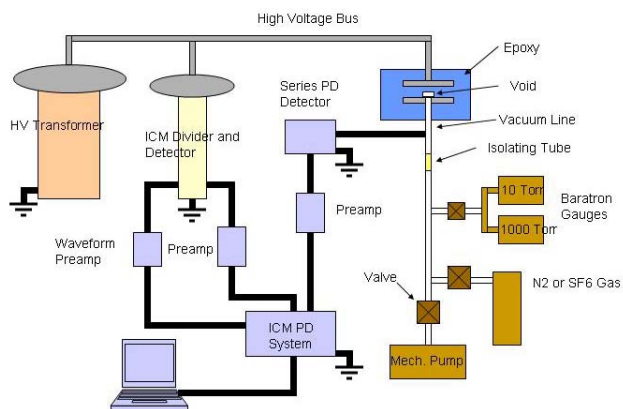 High Voltage Bus
Epoxy
Void
Series PD
Detector
HV Transformer
ICM Divider and
Detector
Vacuum Line
Isolating Tube
10 Torr
Baratron
Gauges
1000 Torr
Preamp
Waveform
Preamp
Preamp
Valve
N2 or SF6 Gas
ICM PD
System
Mech. Pump